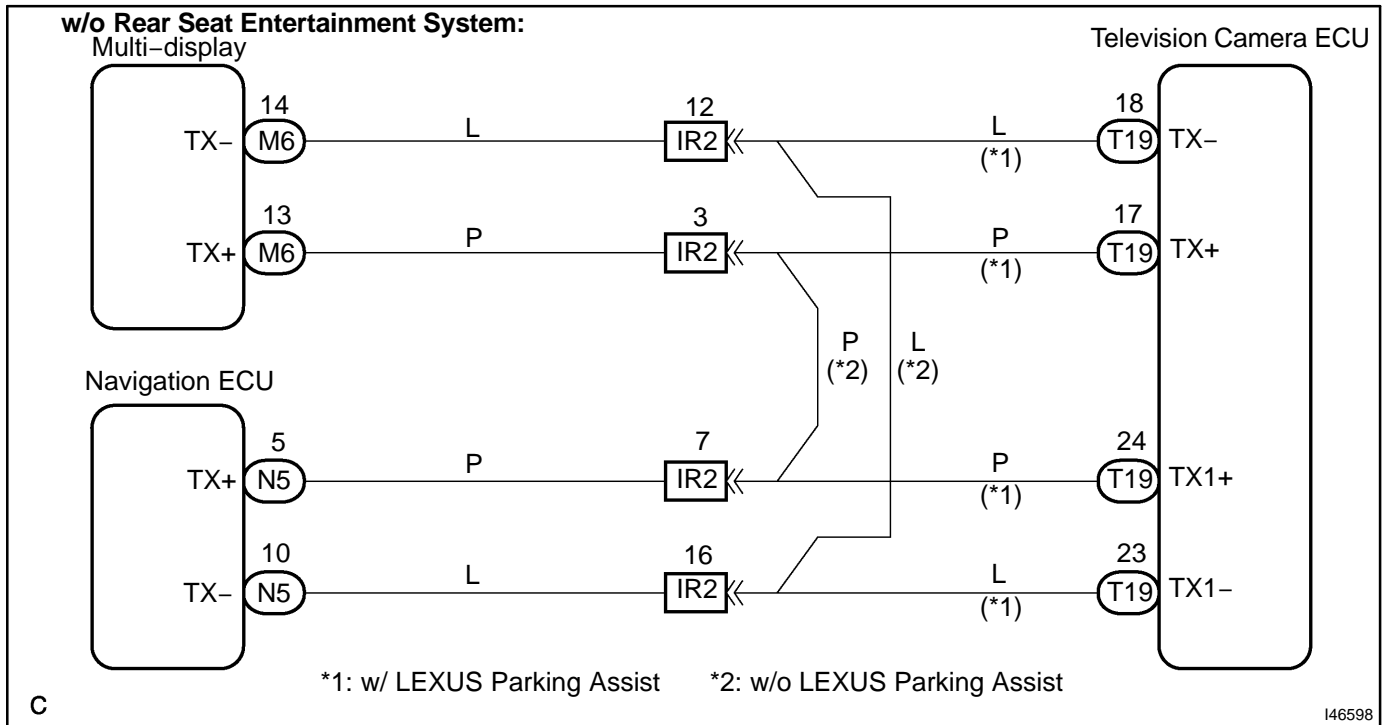 w/o Rear Seat Entertainment System:
Multi−display
Television Camera ECU
14
12
18
TX−
M6
L
IR2
L
(*1)
T19
TX−
13
3
17
TX+
M6
P
IR2
P
(*1)
T19
TX+
P
(*2)
L
(*2)
Navigation ECU
5
7
24
TX+
N5
P
IR2
P
(*1)
T19
TX1+
10
16
23
TX−
N5
L
IR2
L
(*1)
T19
TX1−
*1: w/ LEXUS Parking Assist
*2: w/o LEXUS Parking Assist
C
I46598